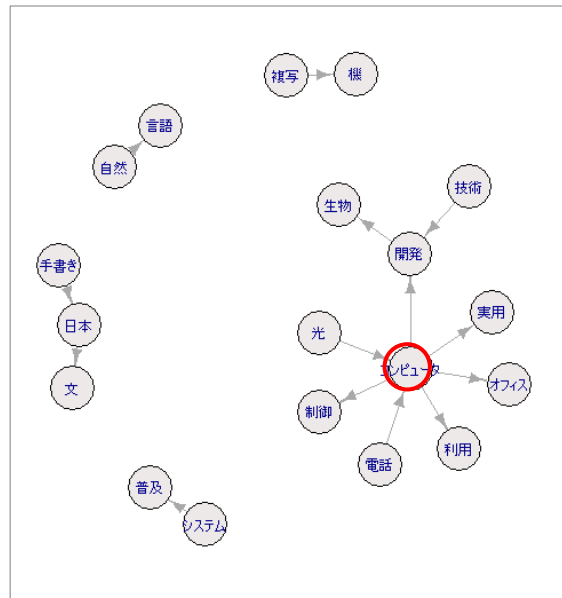 複写
機
言語
自然
技術
生物
開発
手書き
実用
日本
光
コンピュータ
オフィス
文
制御
利用
電話
普及
システム